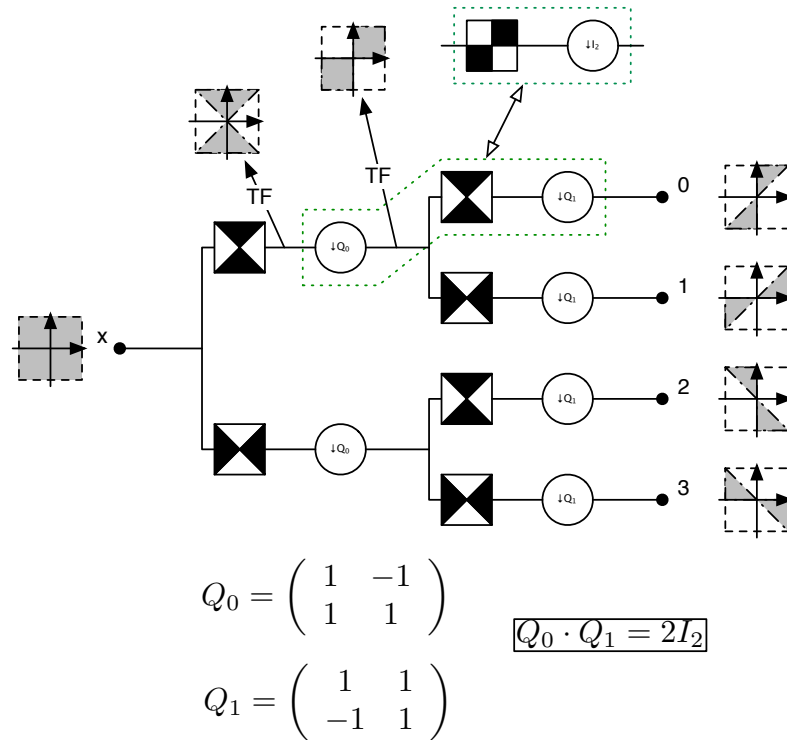 ↓I₂
TF
TF
0
↓Q₁
↓Q₀
1
↓Q₁
x
2
↓Q₁
↓Q₀
3
↓Q₁
Q₀ = ( 1 −1
1 1 )
Q₀ · Q₁ = 2I₂
Q₁ = ( 1 1
−1 1 )